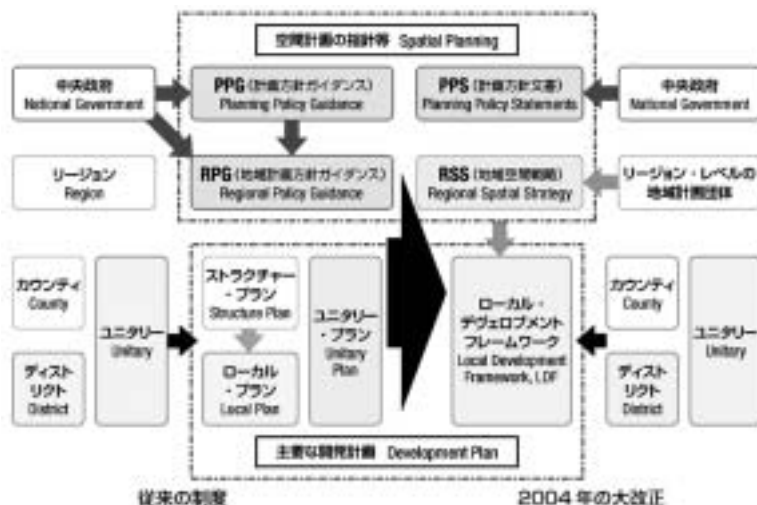 空間計画の指針等 Spatial Planning
中央政府
National Government
PPG（計画方針ガイダンス）
Planning Policy Guidance
PPS（計画方針文書）
Planning Policy Statements
中央政府
National Government
リージョン
Region
RPG（地域計画方針ガイダンス）
Regional Policy Guidance
RSS（地域空間戦略）
Regional Spatial Strategy
リージョン・レベルの
地域計画団体
カウンティ
County
ディスト
リクト
District
ユニタリー
Unitary
ストラクチャー
・プラン
Structure Plan
ローカル
・プラン
Local Plan
ユニタリー
・プラン
Unitary
Plan
ローカル・
デヴェロプメント
フレームワーク
Local Development
Framework, LDF
カウンティ
County
ディスト
リクト
District
ユニタリー
Unitary
主要な開発計画 Development Plan
従来の制度
2004年の大改正